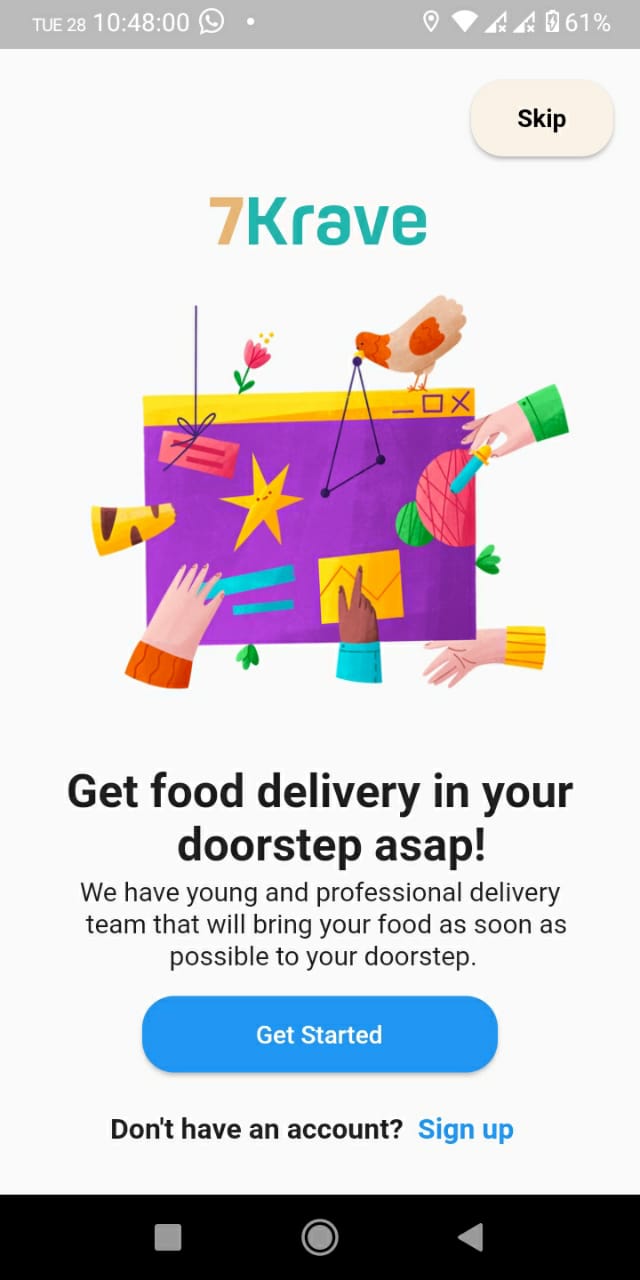 TUE 28 10:48:00 61%
Skip
7Krave
Get food delivery in your
doorstep asap!
We have young and professional delivery
team that will bring your food as soon as
possible to your doorstep.
Get Started
Don't have an account? Sign up